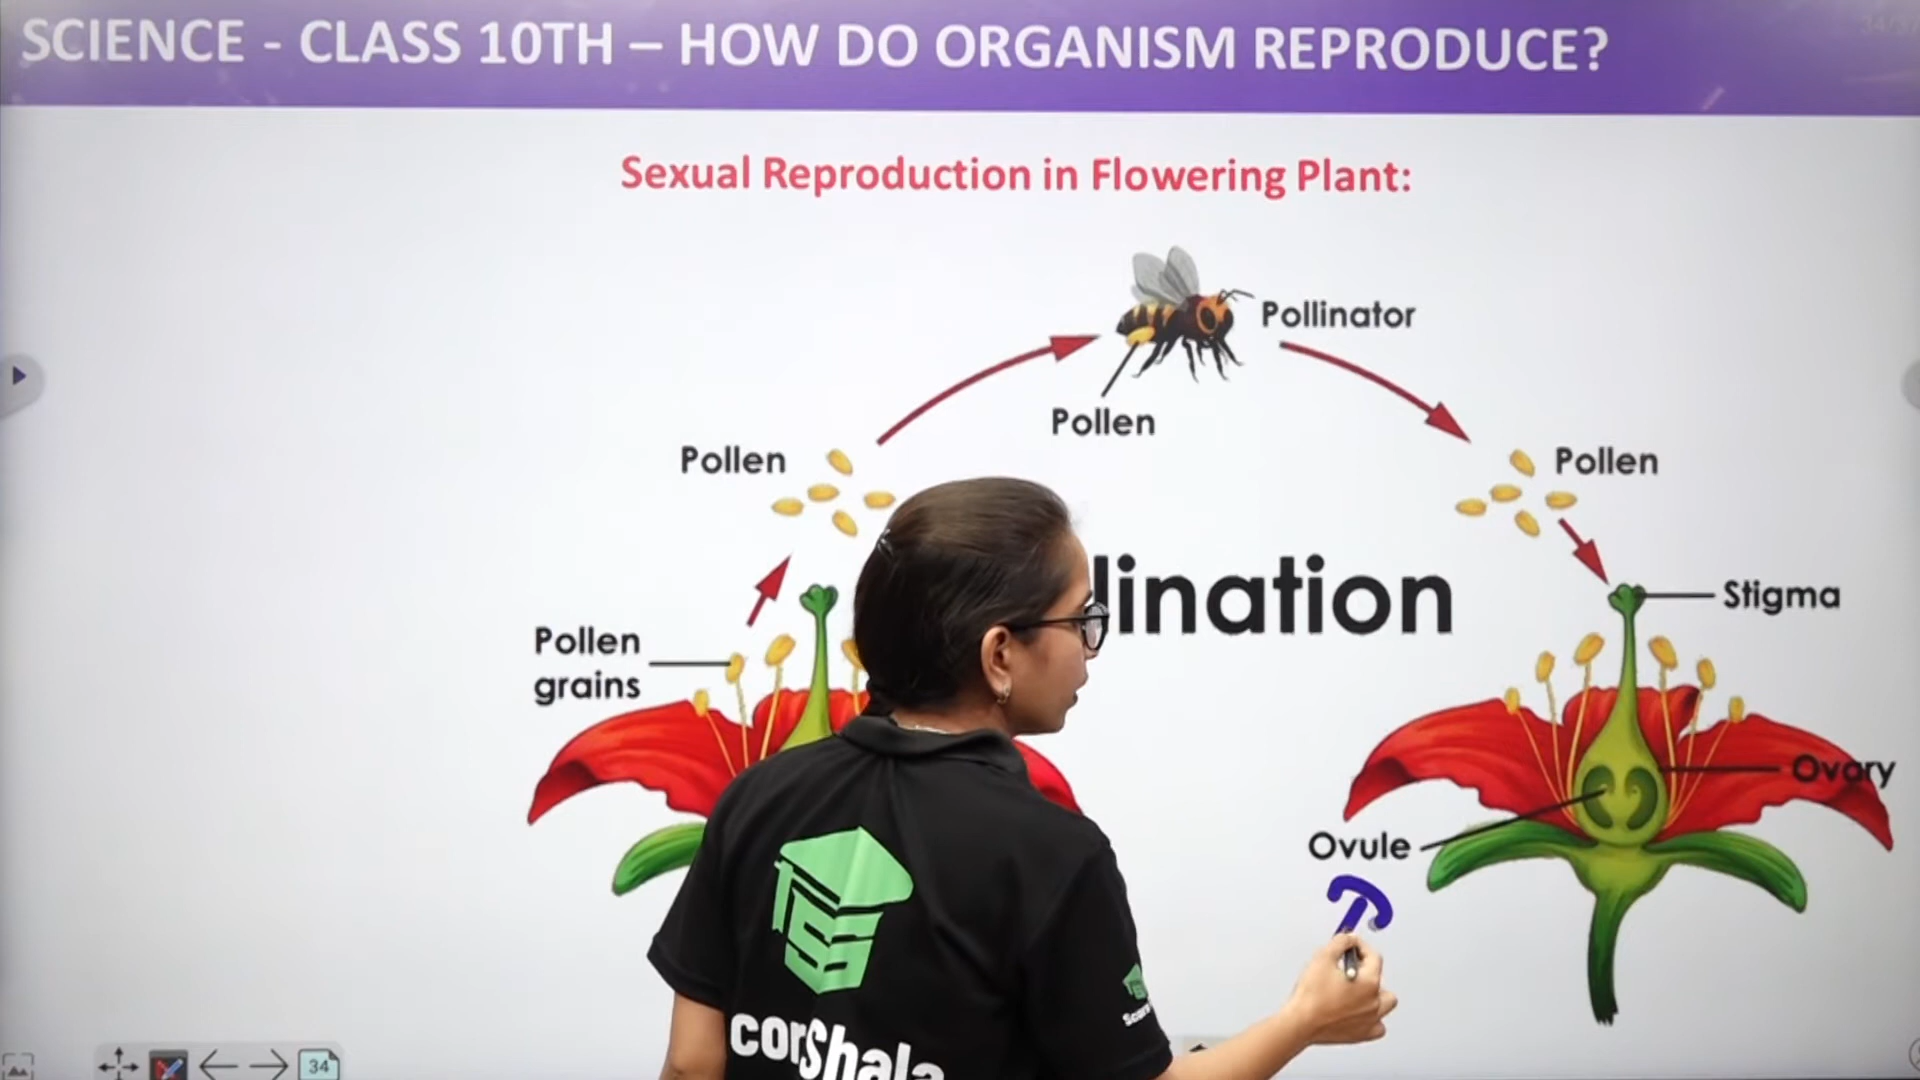 SCIENCE - CLASS 10TH – HOW DO ORGANISM REPRODUCE?
Sexual Reproduction in Flowering Plant:
Pollinator
Pollen
Pollen
Pollen
lination
Stigma
Pollen
grains
Ovary
Ovule
corShala
34